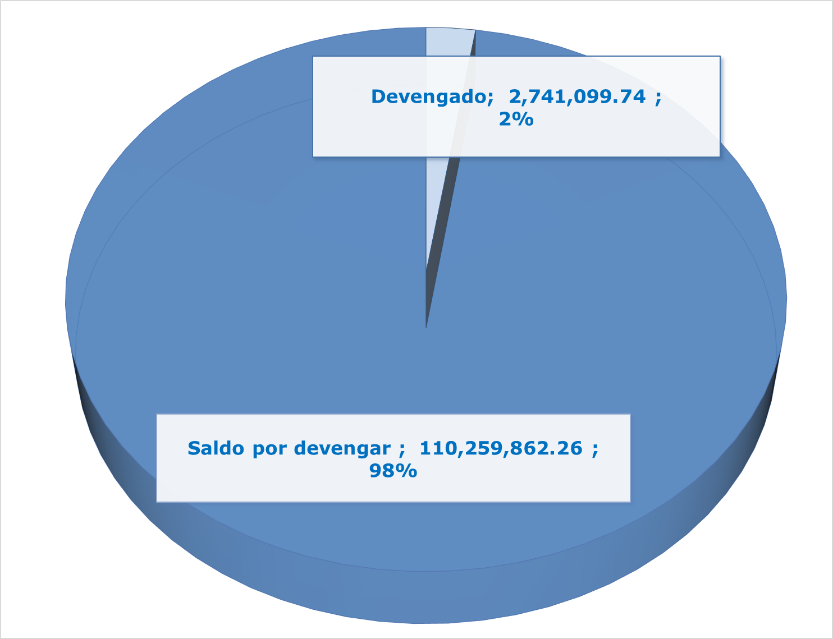 Devengado;  2,741,099.74 ;
2%
Saldo por devengar ;  110,259,862.26 ;
98%